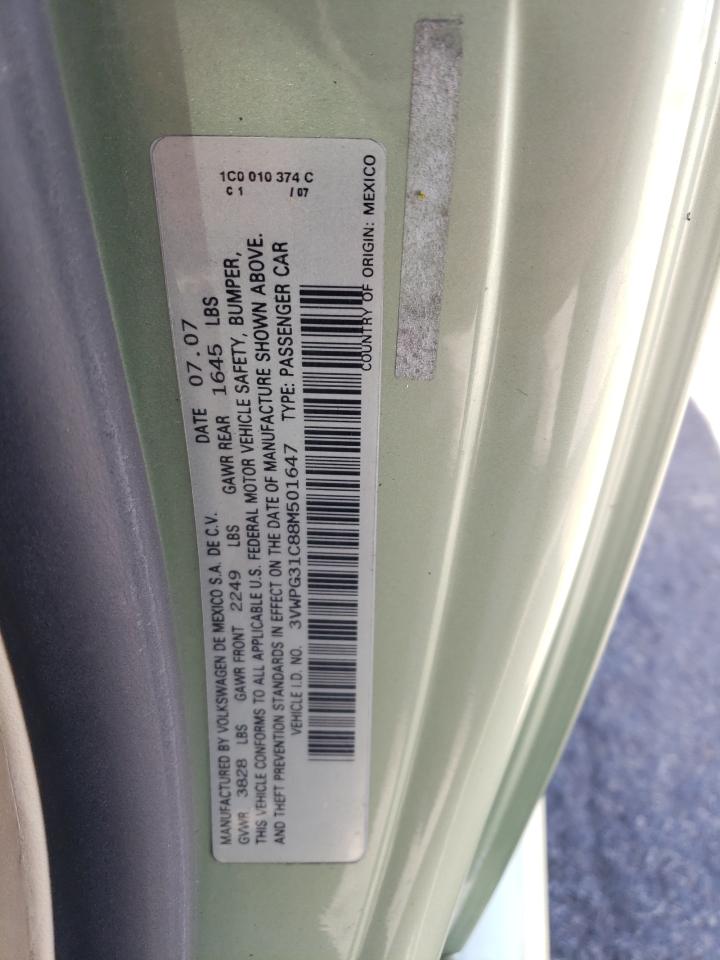 1C0 010 374 C
C 1 / 07
MANUFACTURED BY VOLKSWAGEN DE MEXICO S.A. DE C.V. DATE 07.07
GVWR 3828 LBS GAWR FRONT 2249 LBS GAWR REAR 1645 LBS
THIS VEHICLE CONFORMS TO ALL APPLICABLE U.S. FEDERAL MOTOR VEHICLE SAFETY, BUMPER,
AND THEFT PREVENTION STANDARDS IN EFFECT ON THE DATE OF MANUFACTURE SHOWN ABOVE.
VEHICLE I.D. NO. 3VWPG31C88M501647 TYPE: PASSENGER CAR
COUNTRY OF ORIGIN: MEXICO